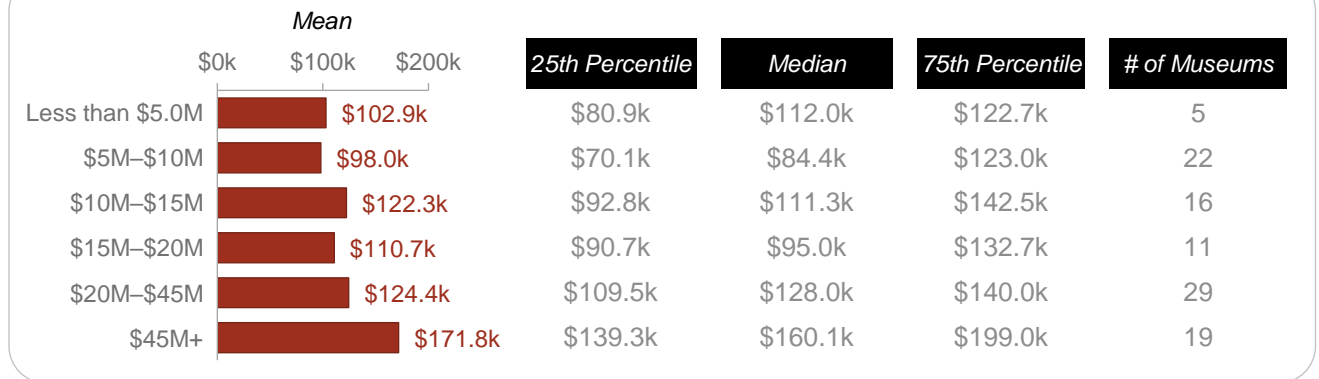 Mean
$0k $100k $200k 25th Percentile Median 75th Percentile # of Museums
Less than $5.0M $102.9k $80.9k $112.0k $122.7k 5
$5M–$10M $98.0k $70.1k $84.4k $123.0k 22
$10M–$15M $122.3k $92.8k $111.3k $142.5k 16
$15M–$20M $110.7k $90.7k $95.0k $132.7k 11
$20M–$45M $124.4k $109.5k $128.0k $140.0k 29
$45M+ $171.8k $139.3k $160.1k $199.0k 19